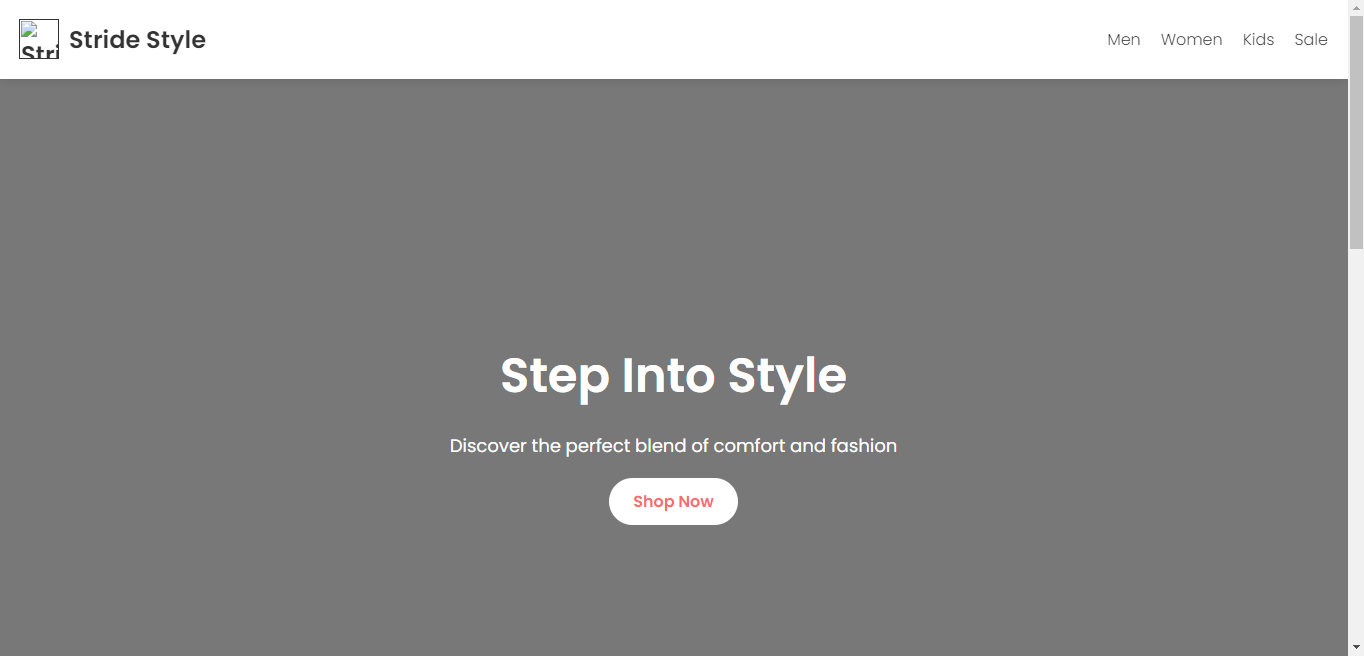 Stri Stride Style
Men Women Kids Sale
Step Into Style
Discover the perfect blend of comfort and fashion
Shop Now